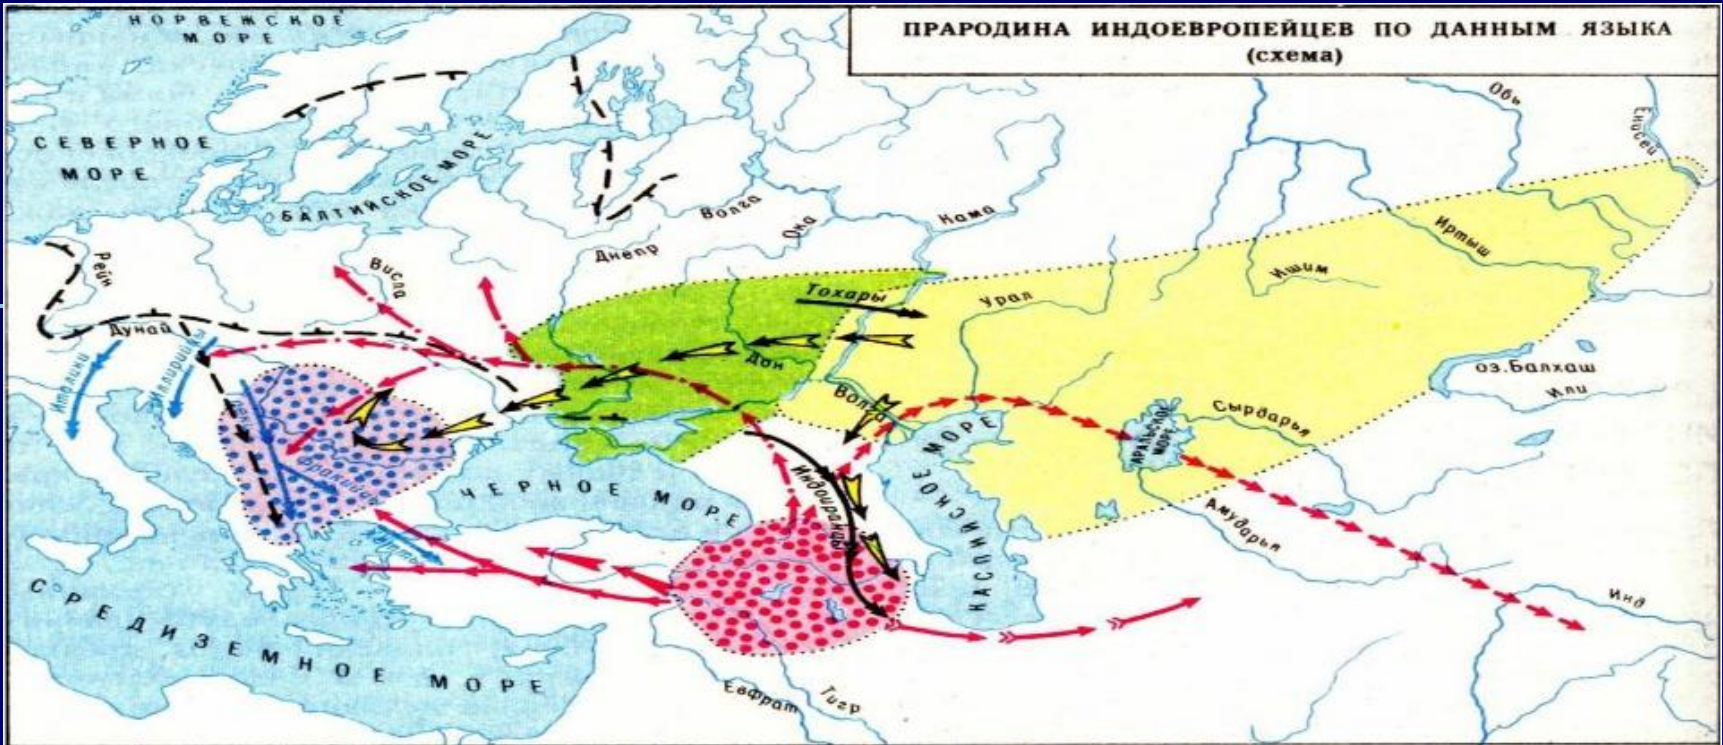 ПРАРОДИНА ИНДОЕВРОПЕЙЦЕВ ПО ДАННЫМ ЯЗЫКА
(схема)
НОРВЕЖСКОЕ
МОРЕ
СЕВЕРНОЕ
МОРЕ
БАЛТИЙСКОЕ МОРЕ
Обь
Енисей
Волга
Ока
Кама
Днепр
Иртыш
Ишим
Рейн
Висла
Тохары
Урал
Дунай
Италики
Иллирийцы
Дон
Волга
оз.Балхаш
Или
Сырдарья
АРАЛЬСКОЕ
МОРЕ
КАСПИЙСКОЕ МОРЕ
Фракийцы
ЧЕРНОЕ МОРЕ
Индоиранцы
Амударья
СРЕДИЗЕМНОЕ МОРЕ
Инд
Евфрат
Тигр